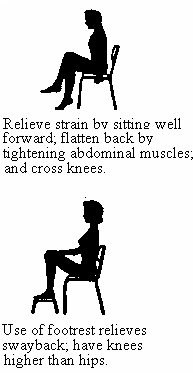 Relieve strain by sitting well
forward; flatten back by
tightening abdominal muscles;
and cross knees.
Use of footrest relieves
swayback; have knees
higher than hips.